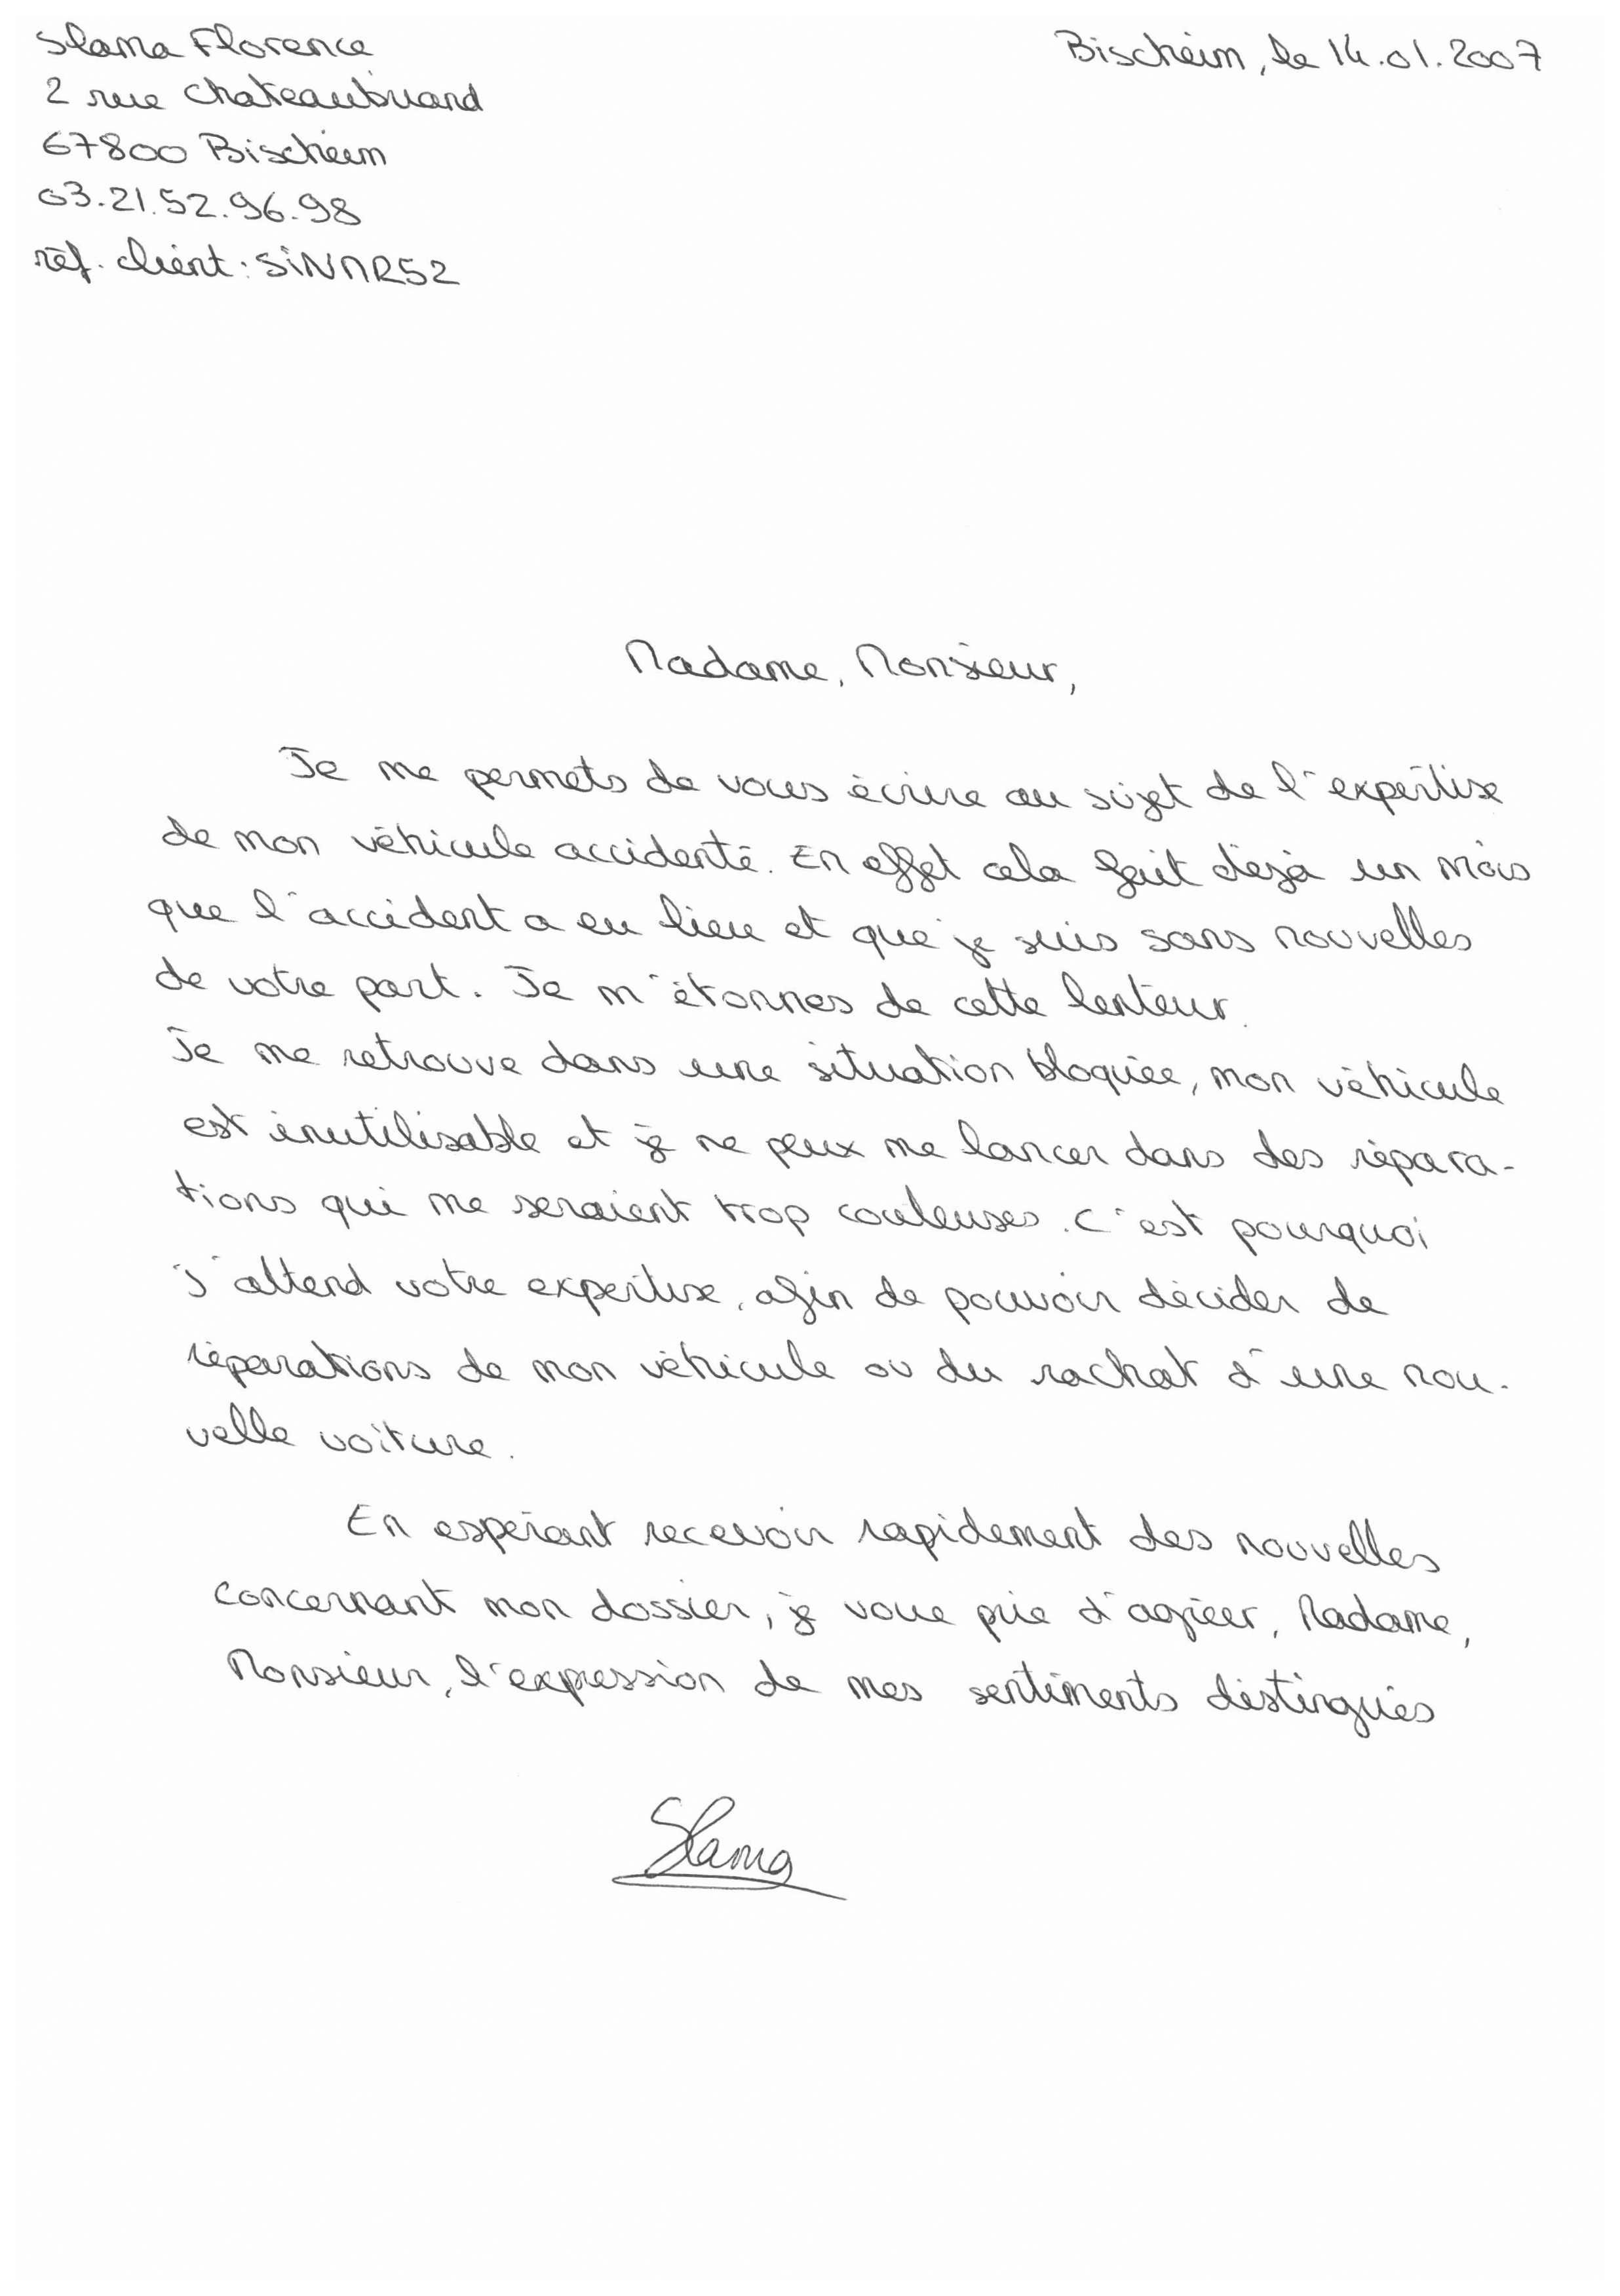 Slama Florence
Bischeim, le 14.01.2007
2 rue Chateaubriand
67800 Bischeim
03.21.52.96.98
réf. client : SINMR52
Madame, Monsieur,
Je me permets de vous écrire au sujet de l'expertise
de mon véhicule accidenté. En effet cela fait déjà un mois
que l'accident a eu lieu et que je suis sans nouvelles
de votre part. Je m'étonnes de cette lenteur.
Je me retrouve dans une situation bloquée, mon véhicule
est inutilisable et je ne peux me lancer dans des répara-
tions qui me seraient trop couteuses. C'est pourquoi
j'attend votre expertise, afin de pouvoir décider de
réparations de mon véhicule ou du rachat d'une nou-
velle voiture.
En espérant recevoir rapidement des nouvelles
concernant mon dossier, je voue prie d'agréer, Madame,
Monsieur, l'expression de mes sentiments distingués
Slama